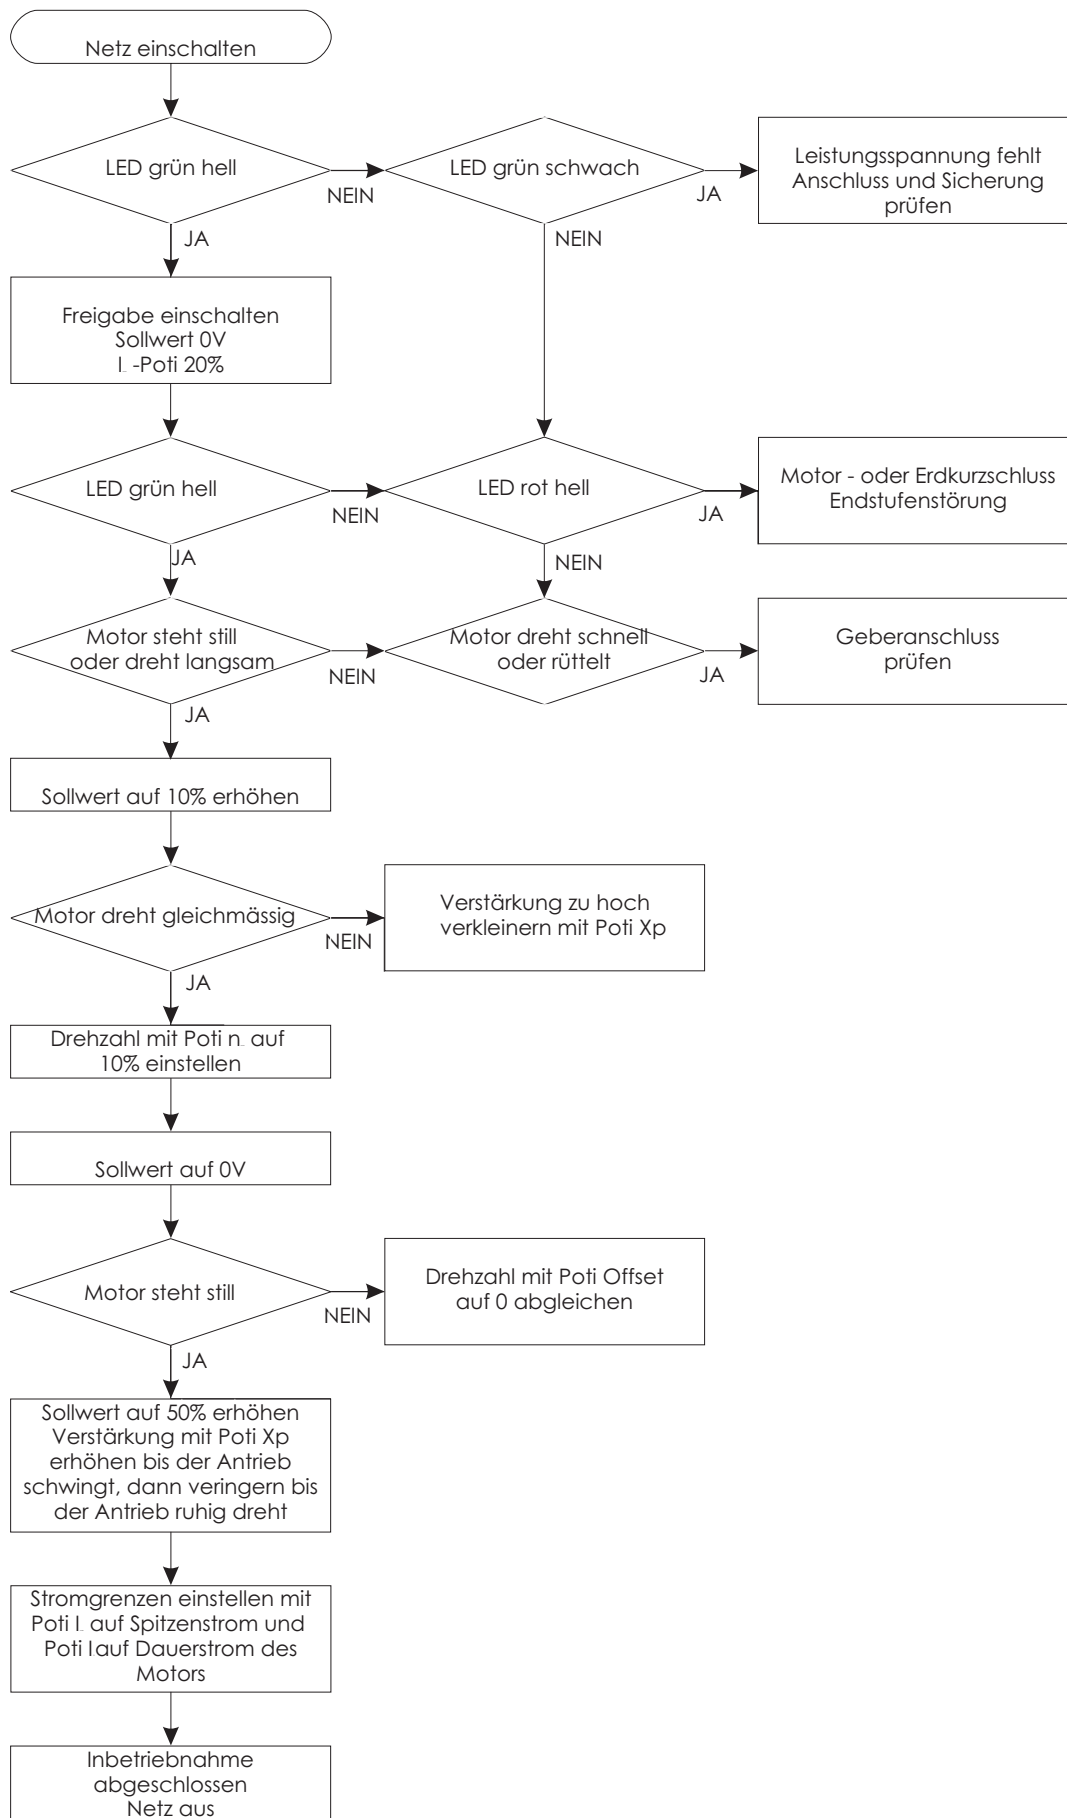 Netz einschalten
LED grün hell
NEIN
LED grün schwach
JA
Leistungsspannung fehlt
Anschluss und Sicherung
prüfen
JA
NEIN
Freigabe einschalten
Sollwert 0V
I -Poti 20%
LED grün hell
NEIN
LED rot hell
JA
Motor - oder Erdkurzschluss
Endstufenstörung
JA
NEIN
Motor steht still
oder dreht langsam
NEIN
Motor dreht schnell
oder rüttelt
JA
Geberanschluss
prüfen
JA
Sollwert auf 10% erhöhen
Motor dreht gleichmässig
NEIN
Verstärkung zu hoch
verkleinern mit Poti Xp
JA
Drehzahl mit Poti n auf
10% einstellen
Sollwert auf 0V
Motor steht still
NEIN
Drehzahl mit Poti Offset
auf 0 abgleichen
JA
Sollwert auf 50% erhöhen
Verstärkung mit Poti Xp
erhöhen bis der Antrieb
schwingt, dann veringern bis
der Antrieb ruhig dreht
Stromgrenzen einstellen mit
Poti I auf Spitzenstrom und
Poti I auf Dauerstrom des
Motors
Inbetriebnahme
abgeschlossen
Netz aus